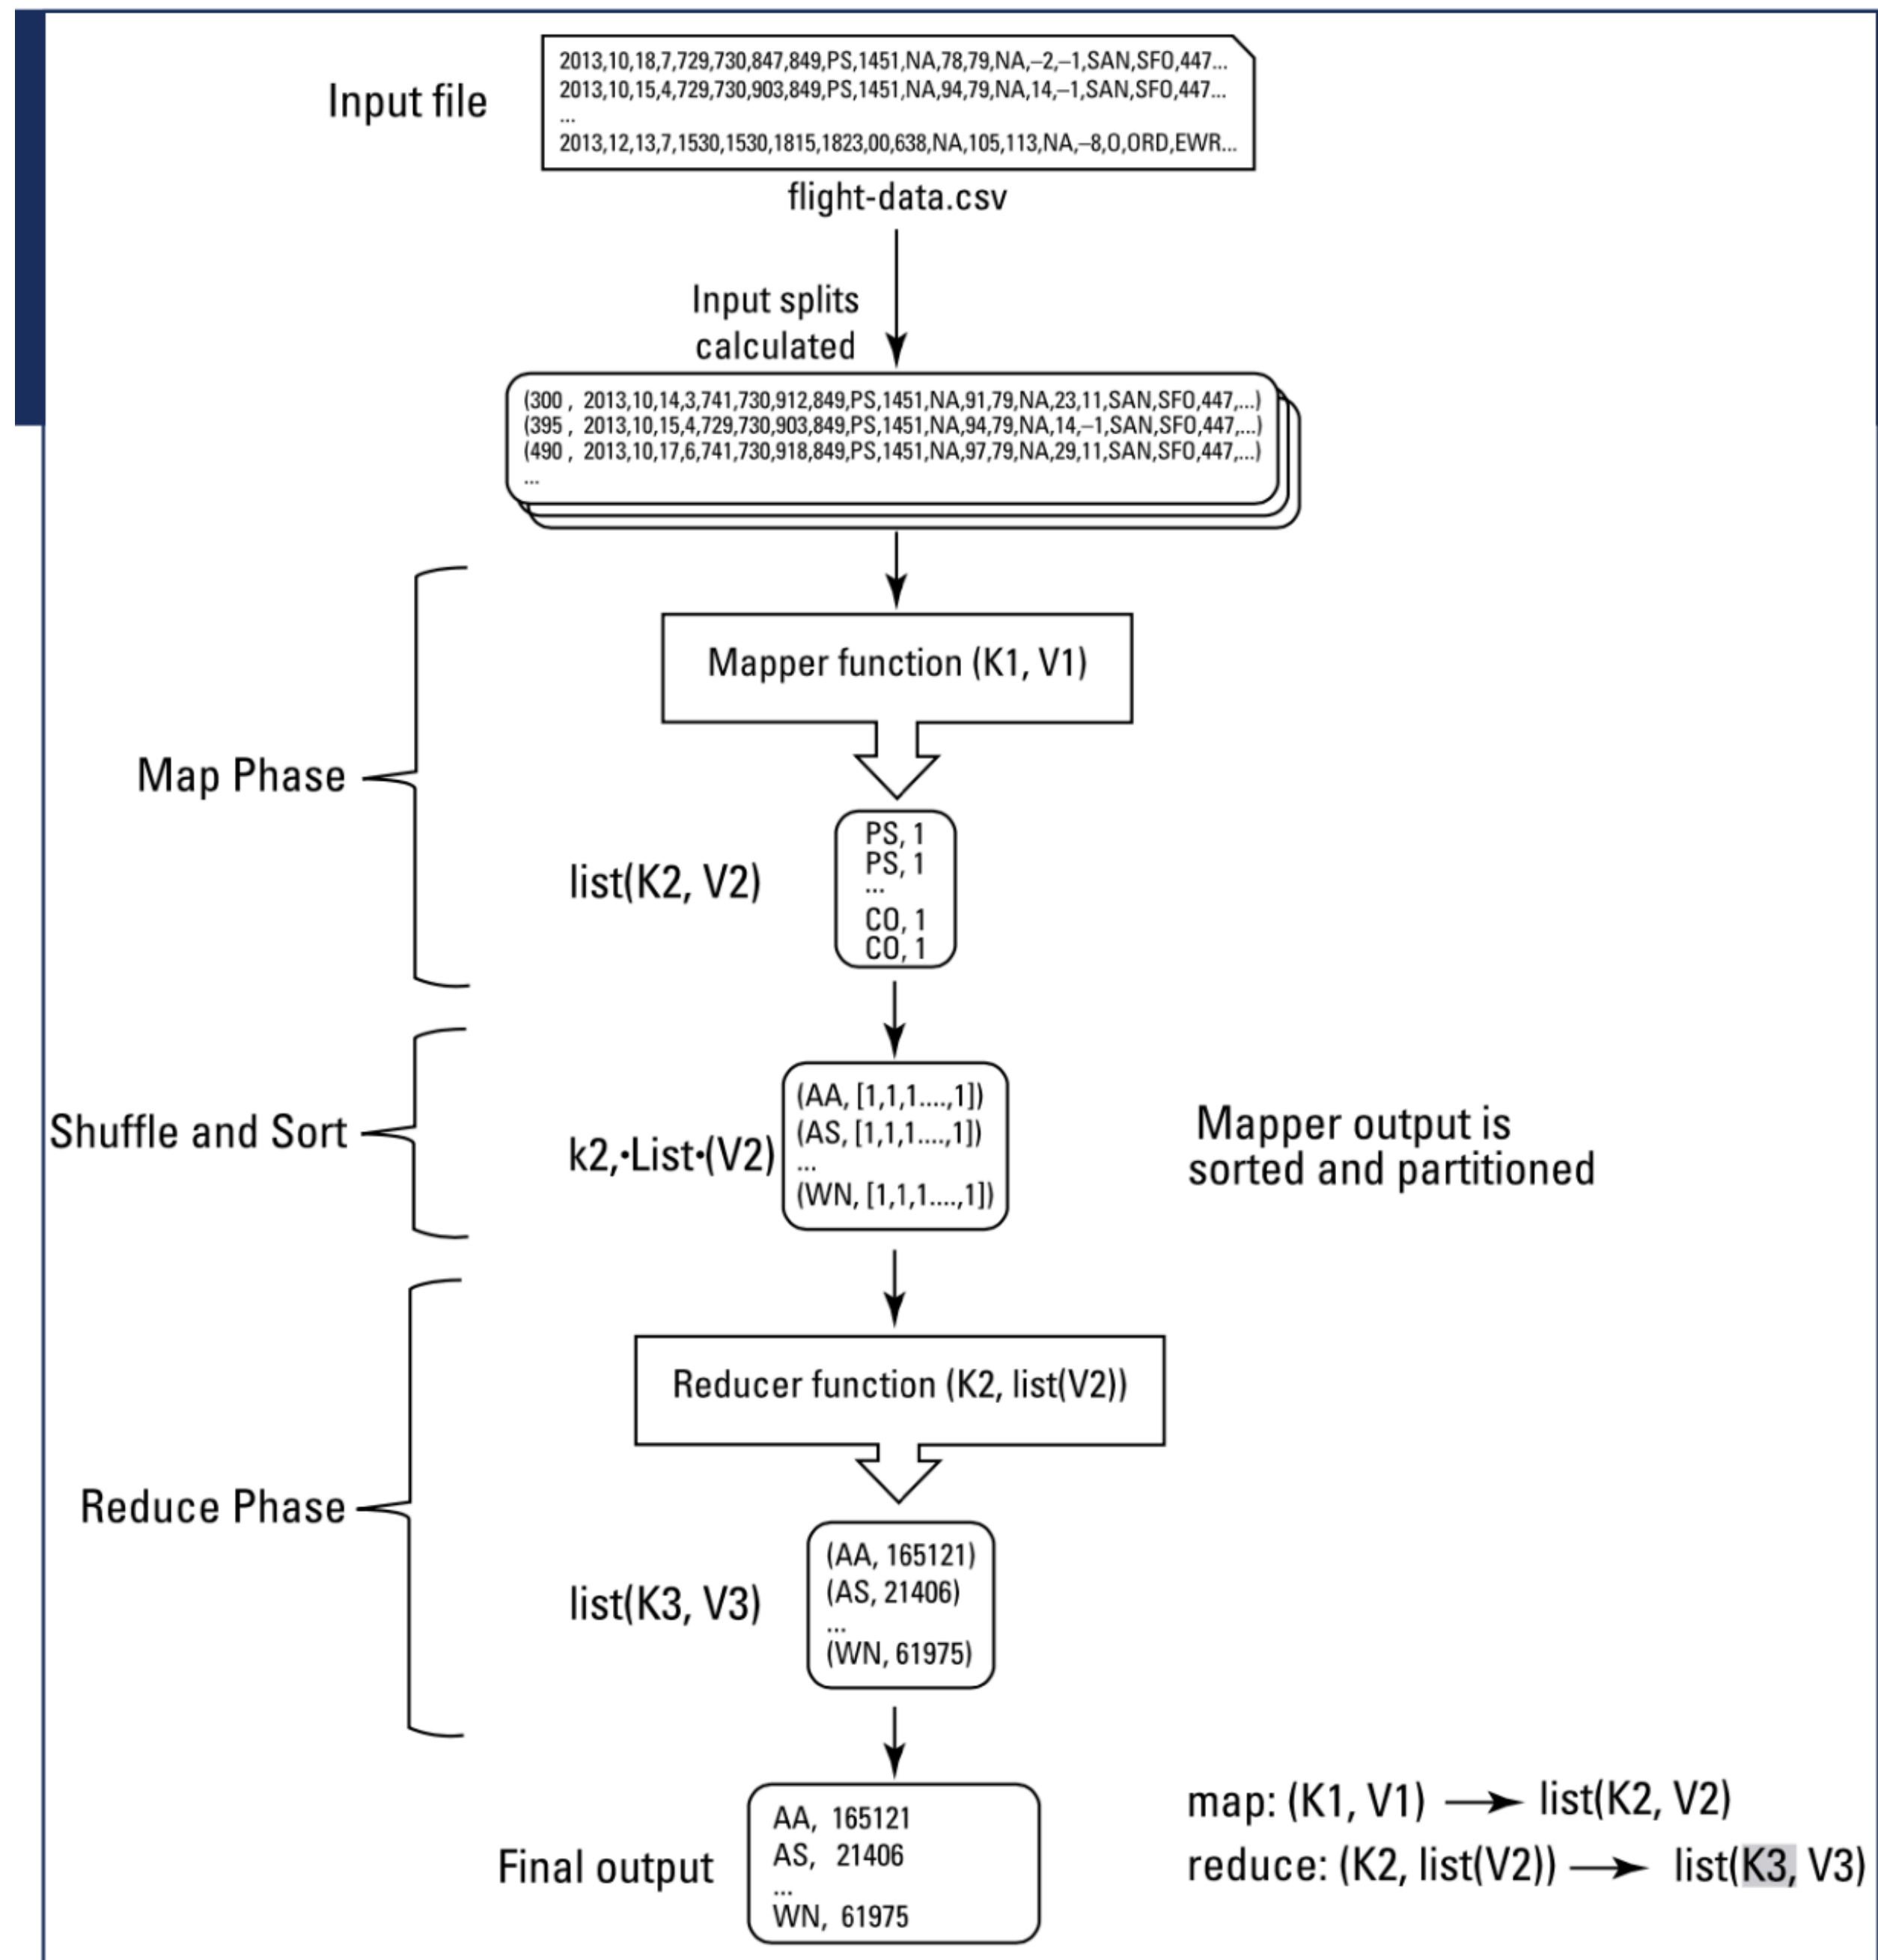 Input file
2013,10,18,7,729,730,847,849,PS,1451,NA,78,79,NA,–2,–1,SAN,SFO,447...
2013,10,15,4,729,730,903,849,PS,1451,NA,94,79,NA,14,–1,SAN,SFO,447...
...
2013,12,13,7,1530,1530,1815,1823,00,638,NA,105,113,NA,–8,O,ORD,EWR...
flight-data.csv
Input splits
calculated
(300 , 2013,10,14,3,741,730,912,849,PS,1451,NA,91,79,NA,23,11,SAN,SFO,447,...)
(395 , 2013,10,15,4,729,730,903,849,PS,1451,NA,94,79,NA,14,–1,SAN,SFO,447,...)
(490 , 2013,10,17,6,741,730,918,849,PS,1451,NA,97,79,NA,29,11,SAN,SFO,447,...)
...
Mapper function (K1, V1)
Map Phase
list(K2, V2)
PS, 1
PS, 1
...
CO, 1
CO, 1
Shuffle and Sort
k2,·List·(V2)
(AA, [1,1,1....,1])
(AS, [1,1,1....,1])
...
(WN, [1,1,1....,1])
Mapper output is
sorted and partitioned
Reducer function (K2, list(V2))
Reduce Phase
list(K3, V3)
(AA, 165121)
(AS, 21406)
...
(WN, 61975)
Final output
AA, 165121
AS, 21406
...
WN, 61975
map: (K1, V1) → list(K2, V2)
reduce: (K2, list(V2)) → list(K3, V3)